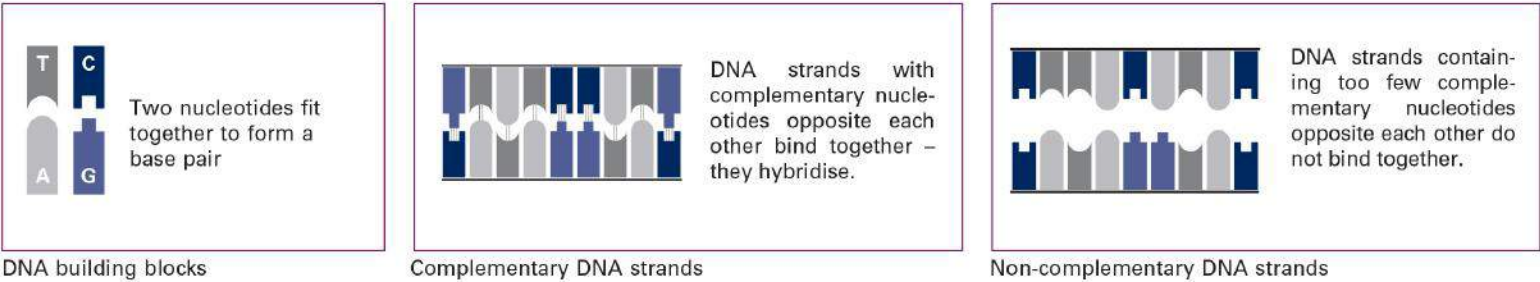 T C
A G
Two nucleotides fit
together to form a
base pair
DNA building blocks
DNA strands with
complementary nucle-
otides opposite each
other bind together –
they hybridise.
Complementary DNA strands
DNA strands contain-
ing too few comple-
mentary nucleotides
opposite each other do
not bind together.
Non-complementary DNA strands